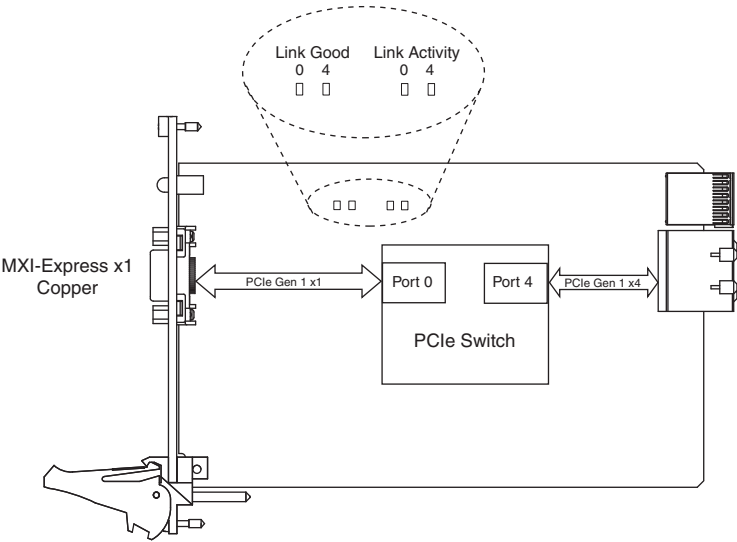 Link Good Link Activity
0 4 0 4
MXI-Express x1
Copper
PCIe Gen 1 x1
Port 0
Port 4
PCIe Gen 1 x4
PCIe Switch